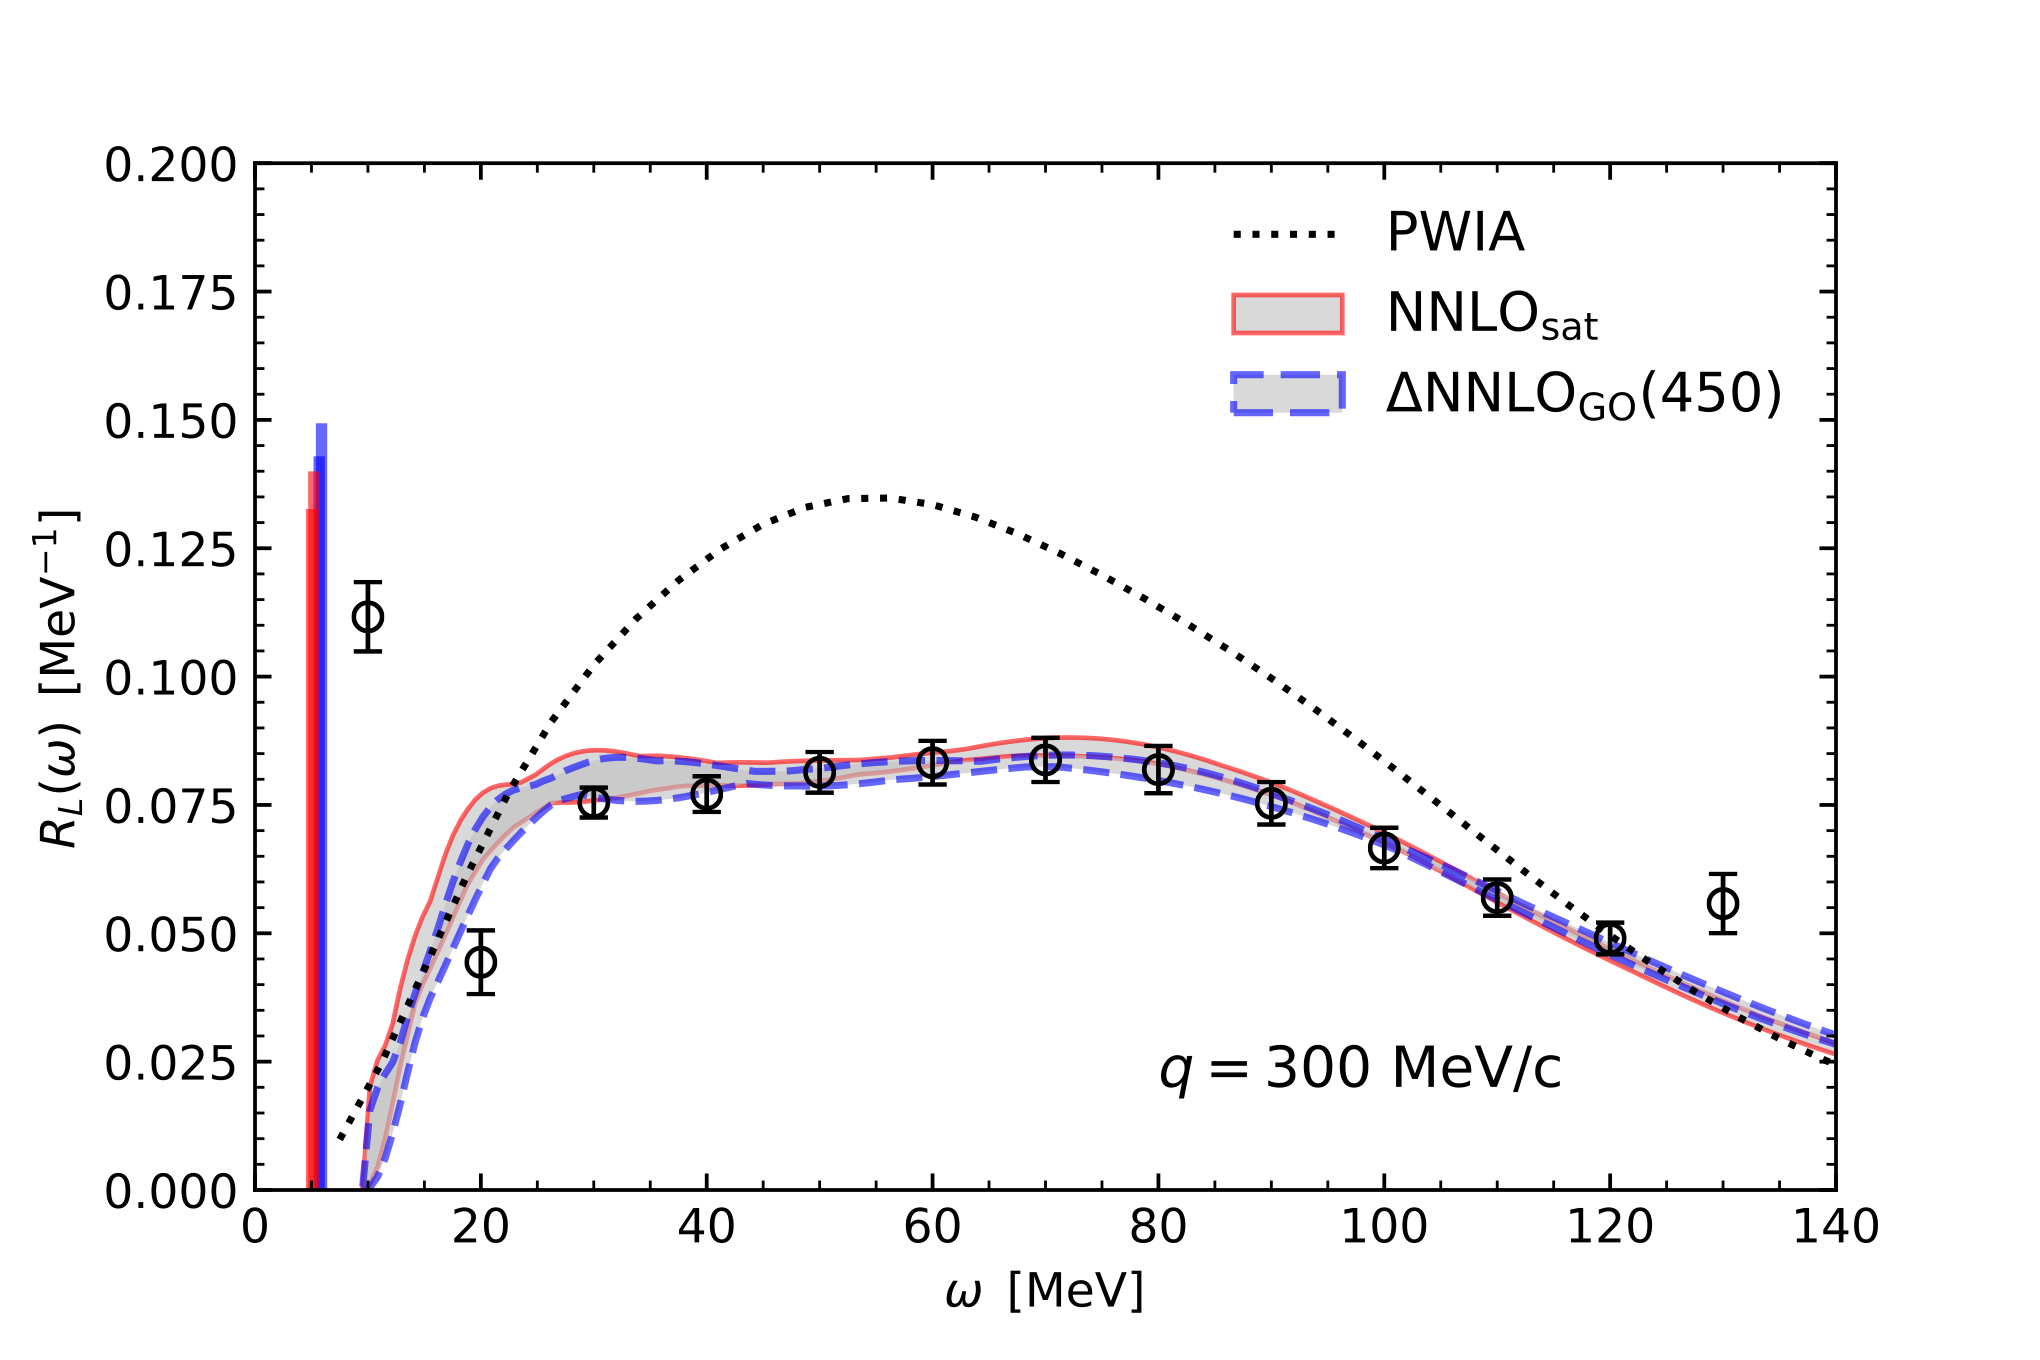 0.200
0.175
0.150
0.125
0.100
0.075
0.050
0.025
0.000
R_L(ω) [MeV⁻¹]
PWIA
NNLO_sat
ΔNNLO_GO(450)
q = 300 MeV/c
0 20 40 60 80 100 120 140
ω [MeV]